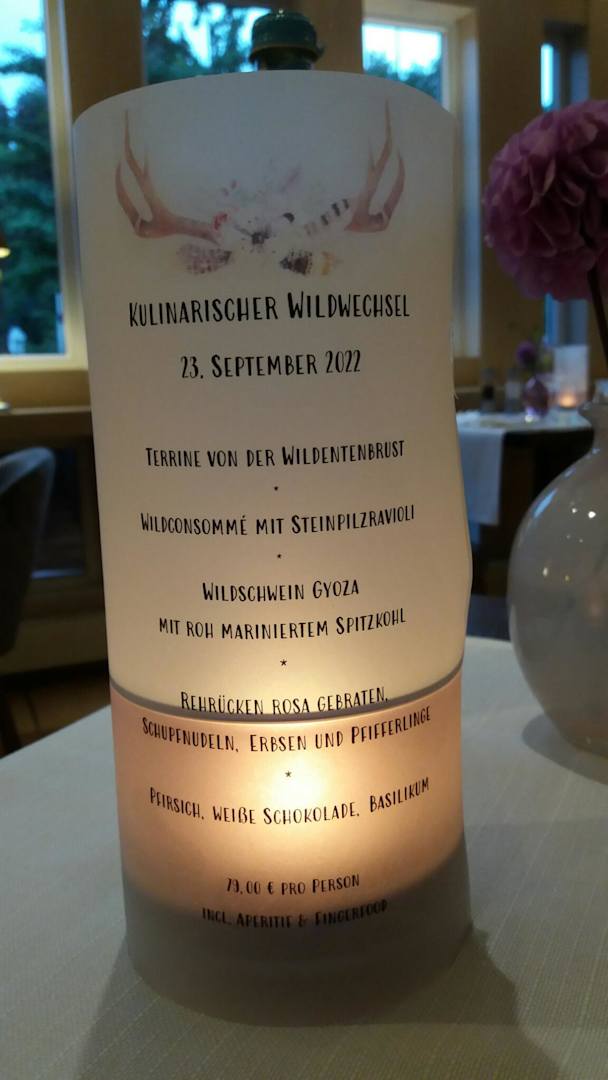 Kulinarischer Wildwechsel
23. September 2022
Terrine von der Wildentenbrust
*
Wildconsommé mit Steinpilzravioli
*
Wildschwein Gyoza
mit roh mariniertem Spitzkohl
*
Rehrücken rosa gebraten,
Schupfnudeln, Erbsen und Pfifferlinge
*
Pfirsich, weiße Schokolade, Basilikum
79,00 € pro Person
incl. Aperitif & Fingerfood